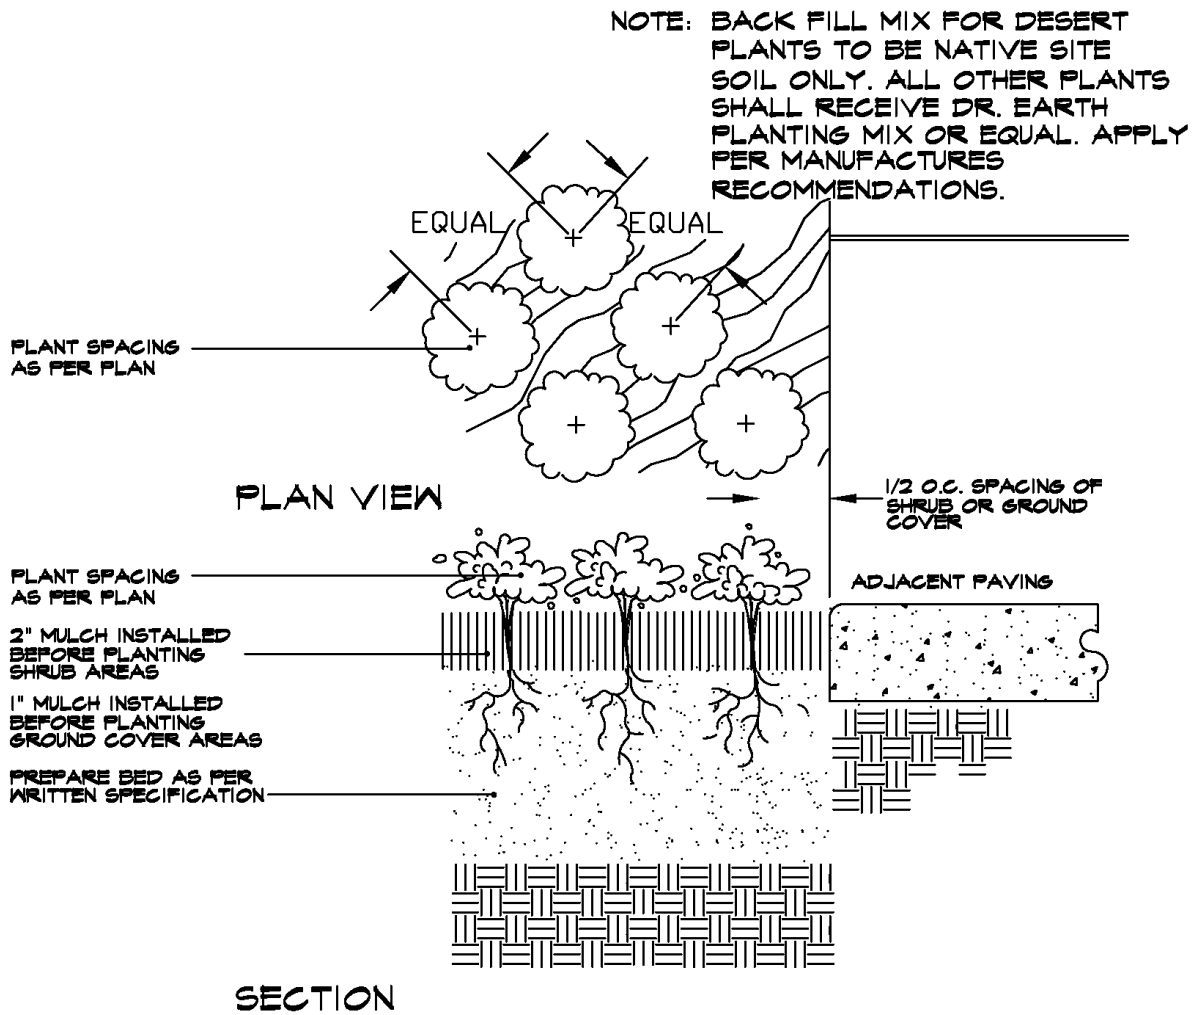 NOTE: BACK FILL MIX FOR DESERT
PLANTS TO BE NATIVE SITE
SOIL ONLY. ALL OTHER PLANTS
SHALL RECEIVE DR. EARTH
PLANTING MIX OR EQUAL. APPLY
PER MANUFACTURES
RECOMMENDATIONS.
EQUAL
EQUAL
PLANT SPACING
AS PER PLAN
PLAN VIEW
1/2 O.C. SPACING OF
SHRUB OR GROUND
COVER
PLANT SPACING
AS PER PLAN
ADJACENT PAVING
2" MULCH INSTALLED
BEFORE PLANTING
SHRUB AREAS
1" MULCH INSTALLED
BEFORE PLANTING
GROUND COVER AREAS
PREPARE BED AS PER
WRITTEN SPECIFICATION
SECTION